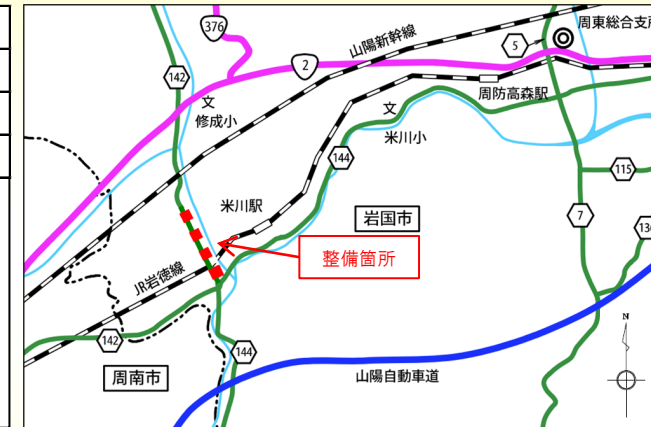 376
周東総合支所
山陽新幹線
5
2
142
文
修成小
周防高森駅
文
米川小
144
115
米川駅
岩国市
7
整備箇所
JR岩徳線
N
142
144
周南市
山陽自動車道